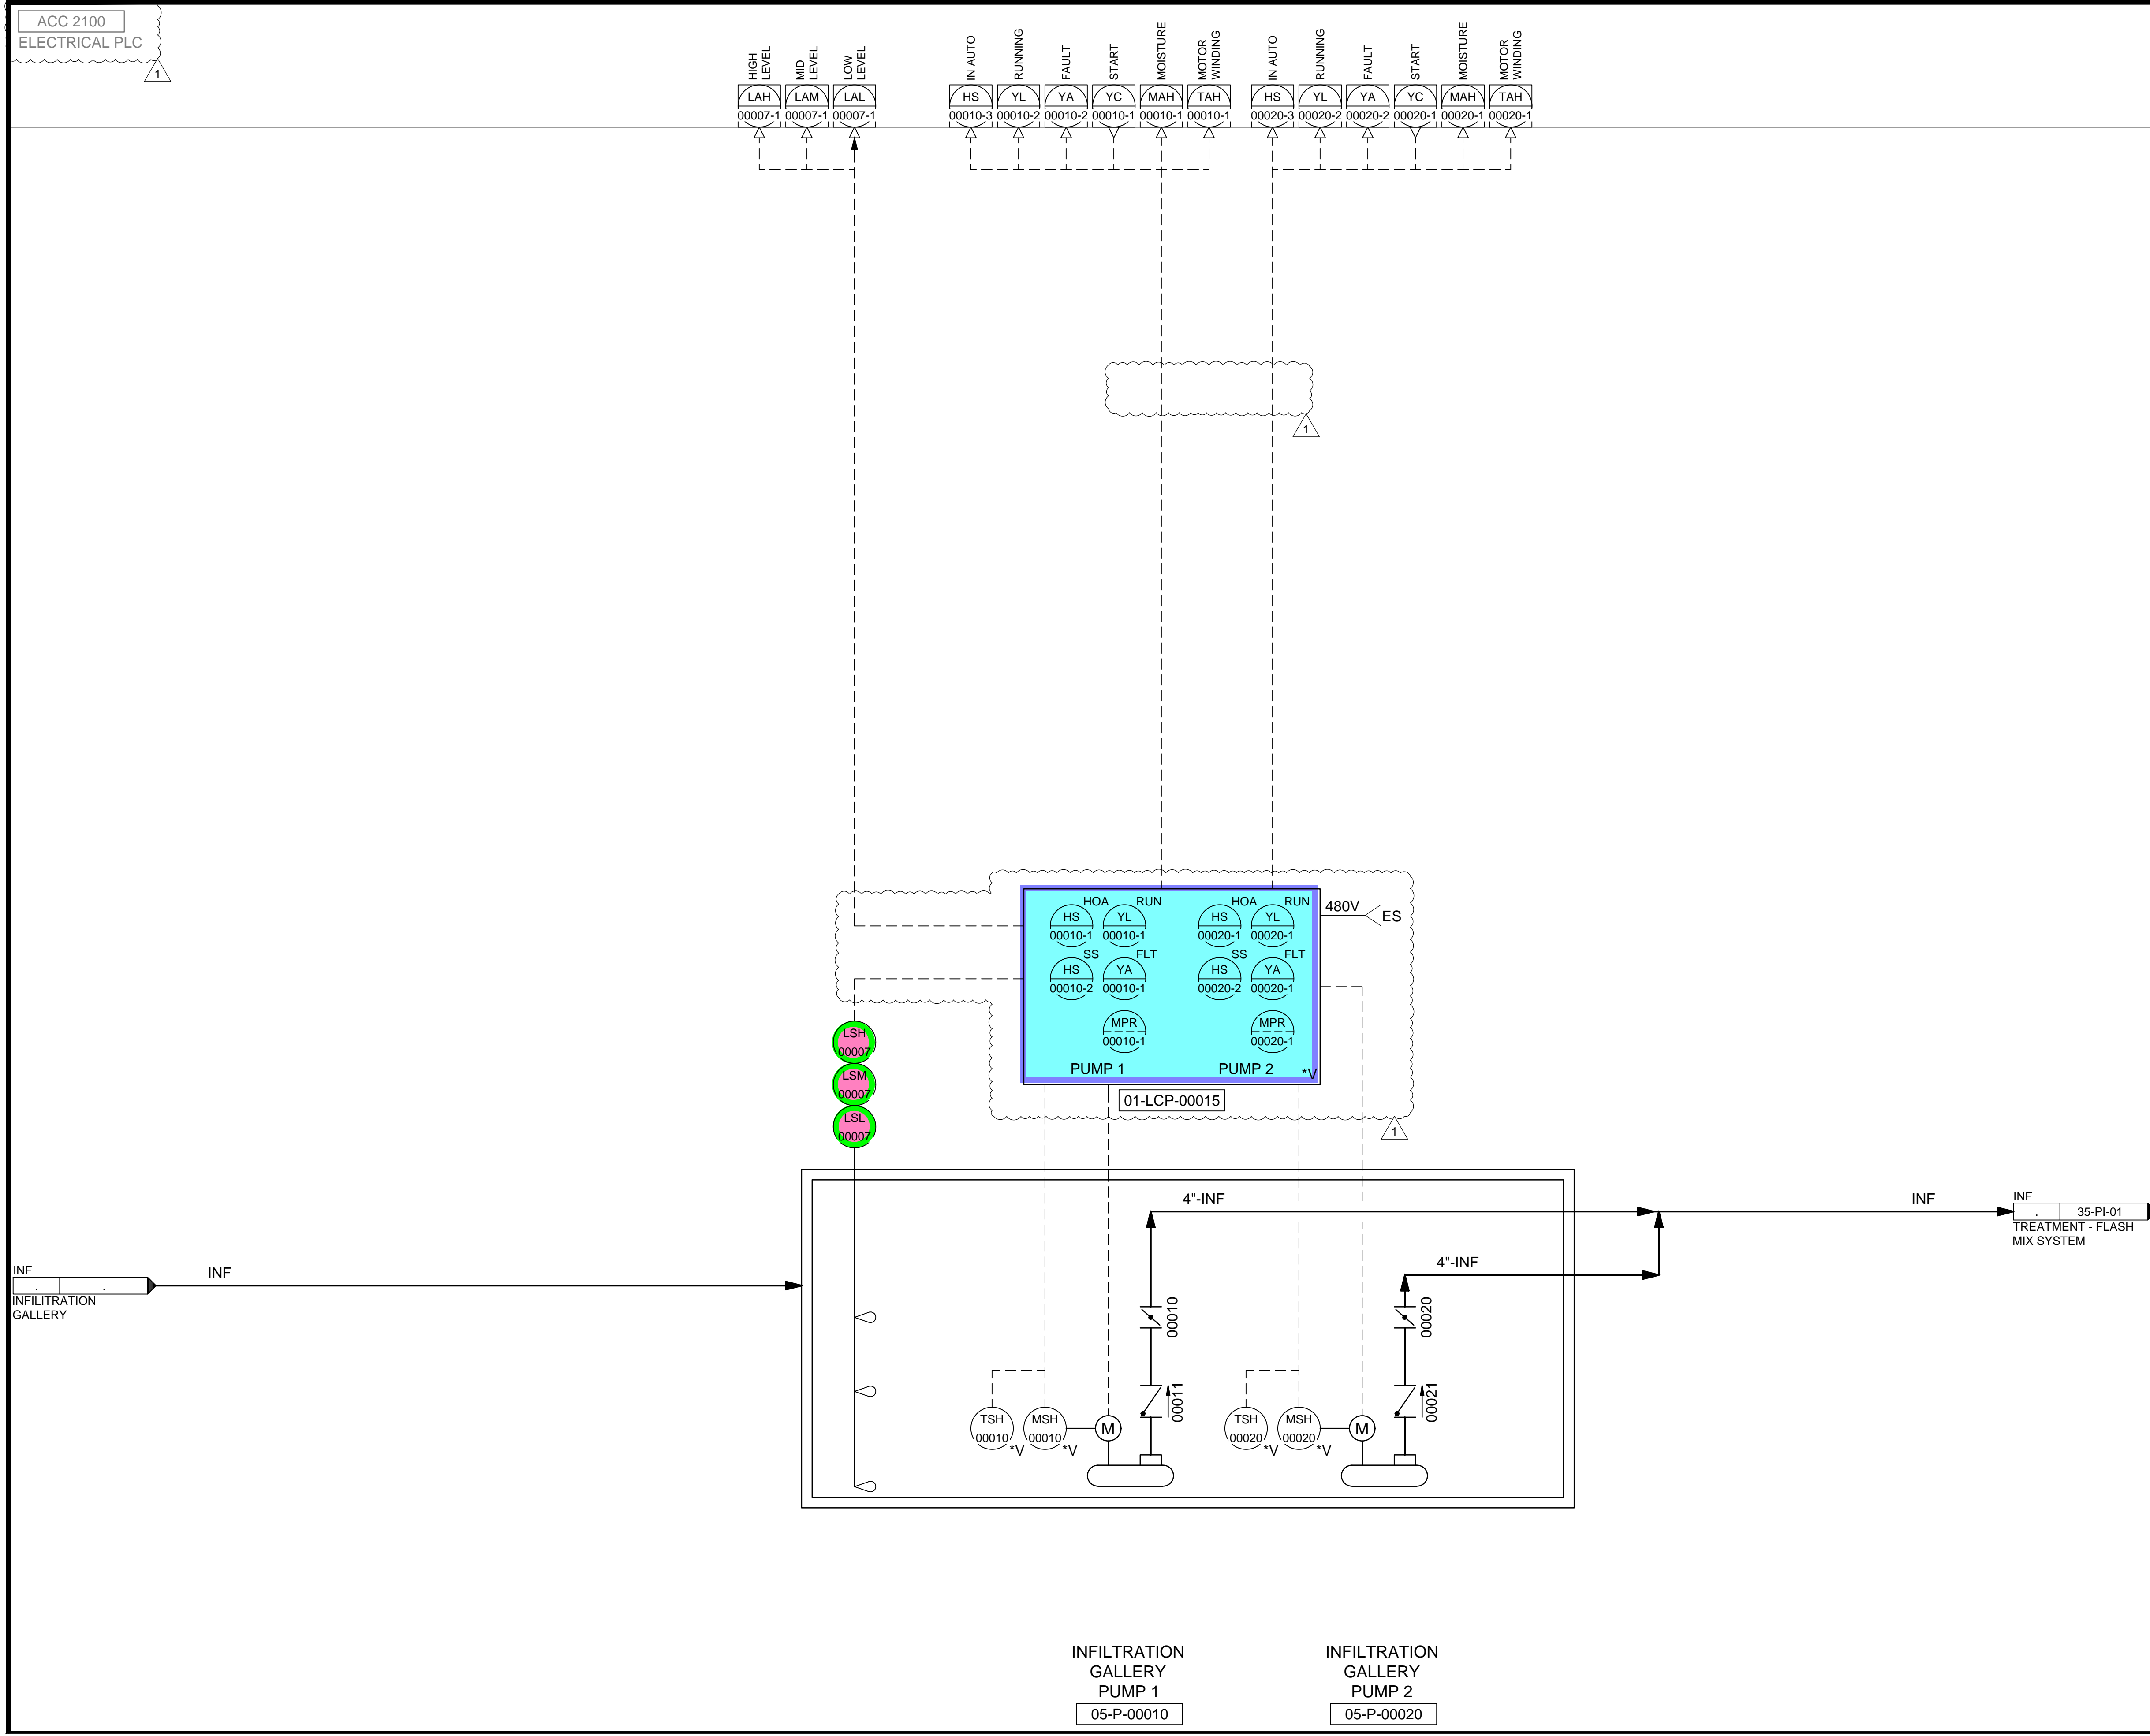 ACC 2100
ELECTRICAL PLC
1
HIGH
LEVEL
MID
LEVEL
LOW
LEVEL
IN AUTO
RUNNING
FAULT
START
MOISTURE
MOTOR
WINDING
IN AUTO
RUNNING
FAULT
START
MOISTURE
MOTOR
WINDING
LAH
00007-1
LAM
00007-1
LAL
00007-1
HS
00010-3
YL
00010-2
YA
00010-2
YC
00010-1
MAH
00010-1
TAH
00010-1
HS
00020-3
YL
00020-2
YA
00020-2
YC
00020-1
MAH
00020-1
TAH
00020-1
1
HOA
HS
00010-1
RUN
YL
00010-1
HOA
HS
00020-1
RUN
YL
00020-1
480V
ES
SS
HS
00010-2
FLT
YA
00010-1
SS
HS
00020-2
FLT
YA
00020-1
MPR
00010-1
MPR
00020-1
PUMP 1
PUMP 2
*V
01-LCP-00015
1
LSH
00007
LSM
00007
LSL
00007
4"-INF
INF
INF
. 35-PI-01
TREATMENT - FLASH
MIX SYSTEM
4"-INF
INF
. .
INFILITRATION
GALLERY
INF
00010
00011
00020
00021
TSH
00010
*V
MSH
00010
*V
M
TSH
00020
*V
MSH
00020
*V
M
INFILTRATION
GALLERY
PUMP 1
05-P-00010
INFILTRATION
GALLERY
PUMP 2
05-P-00020